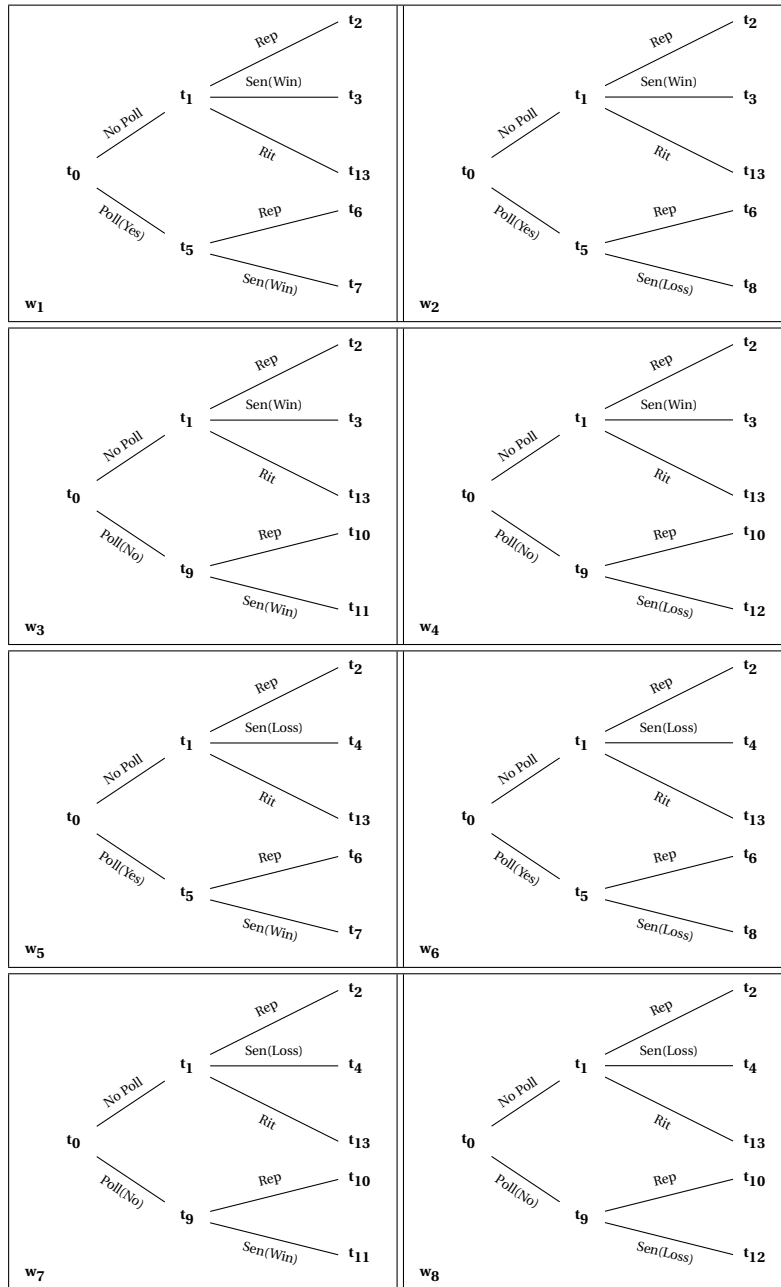 t2
Rep
t1
Sen(Win)
t3
No Poll
Rit
t0
t13
Poll(Yes)
Rep
t6
t5
Sen(Win)
t7
w1
t2
Rep
t1
Sen(Win)
t3
No Poll
Rit
t0
t13
Poll(Yes)
Rep
t6
t5
Sen(Loss)
t8
w2
t2
Rep
t1
Sen(Win)
t3
No Poll
Rit
t0
t13
Poll(No)
Rep
t10
t9
Sen(Win)
t11
w3
t2
Rep
t1
Sen(Win)
t3
No Poll
Rit
t0
t13
Poll(No)
Rep
t10
t9
Sen(Loss)
t12
w4
t2
Rep
t1
Sen(Loss)
t4
No Poll
Rit
t0
t13
Poll(Yes)
Rep
t6
t5
Sen(Win)
t7
w5
t2
Rep
t1
Sen(Loss)
t4
No Poll
Rit
t0
t13
Poll(Yes)
Rep
t6
t5
Sen(Loss)
t8
w6
t2
Rep
t1
Sen(Loss)
t4
No Poll
Rit
t0
t13
Poll(No)
Rep
t10
t9
Sen(Win)
t11
w7
t2
Rep
t1
Sen(Loss)
t4
No Poll
Rit
t0
t13
Poll(No)
Rep
t10
t9
Sen(Loss)
t12
w8